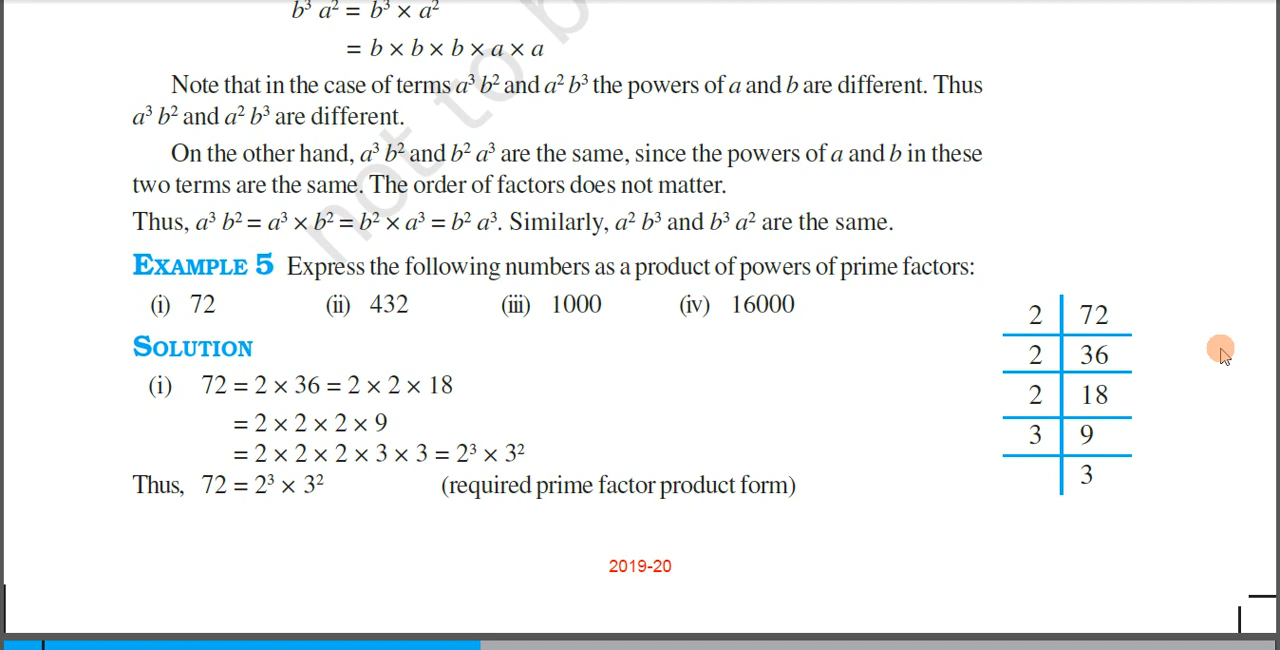 b³ a² = b³ × a²
= b × b × b × a × a
Note that in the case of terms a³ b² and a² b³ the powers of a and b are different. Thus
a³ b² and a² b³ are different.
On the other hand, a³ b² and b² a³ are the same, since the powers of a and b in these
two terms are the same. The order of factors does not matter.
Thus, a³ b² = a³ × b² = b² × a³ = b² a³. Similarly, a² b³ and b³ a² are the same.
EXAMPLE 5 Express the following numbers as a product of powers of prime factors:
(i) 72 (ii) 432 (iii) 1000 (iv) 16000
SOLUTION
(i) 72 = 2 × 36 = 2 × 2 × 18
= 2 × 2 × 2 × 9
= 2 × 2 × 2 × 3 × 3 = 2³ × 3²
Thus, 72 = 2³ × 3² (required prime factor product form)
2 72
2 36
2 18
3 9
3
2019-20
not to b